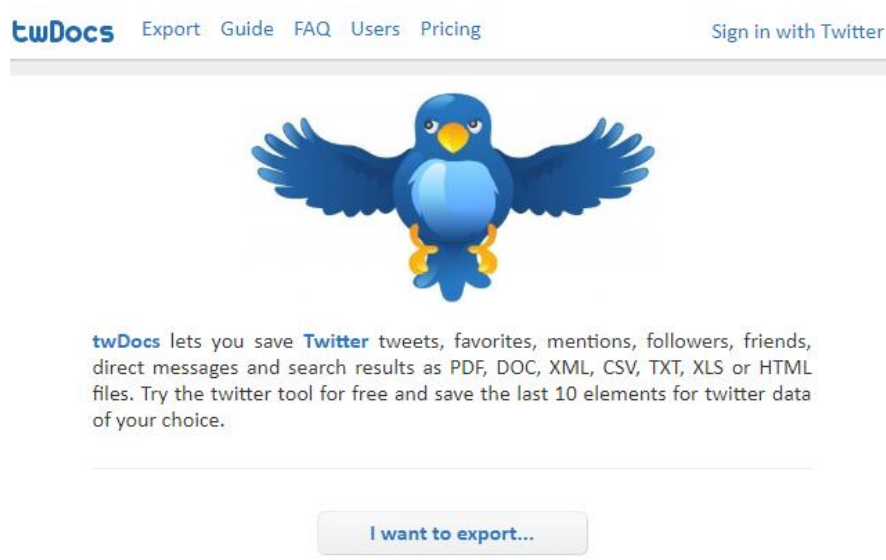 twDocs Export Guide FAQ Users Pricing Sign in with Twitter
twDocs lets you save Twitter tweets, favorites, mentions, followers, friends,
direct messages and search results as PDF, DOC, XML, CSV, TXT, XLS or HTML
files. Try the twitter tool for free and save the last 10 elements for twitter data
of your choice.
I want to export...